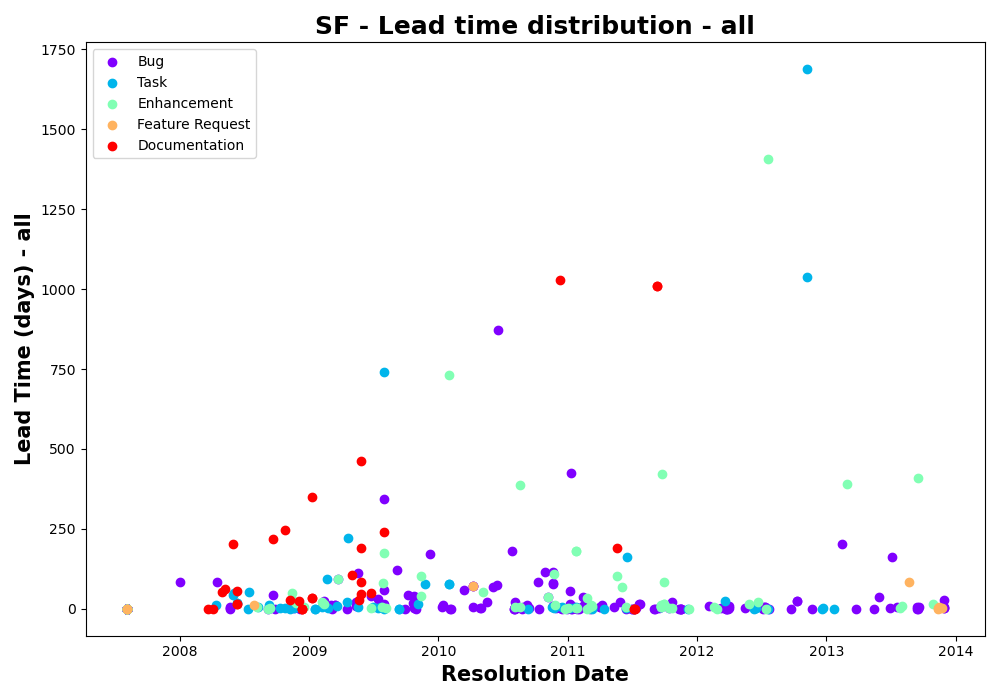 SF - Lead time distribution - all
Bug
Task
Enhancement
Feature Request
Documentation
Lead Time (days) - all
1750
1500
1250
1000
750
500
250
0
2008 2009 2010 2011 2012 2013 2014
Resolution Date